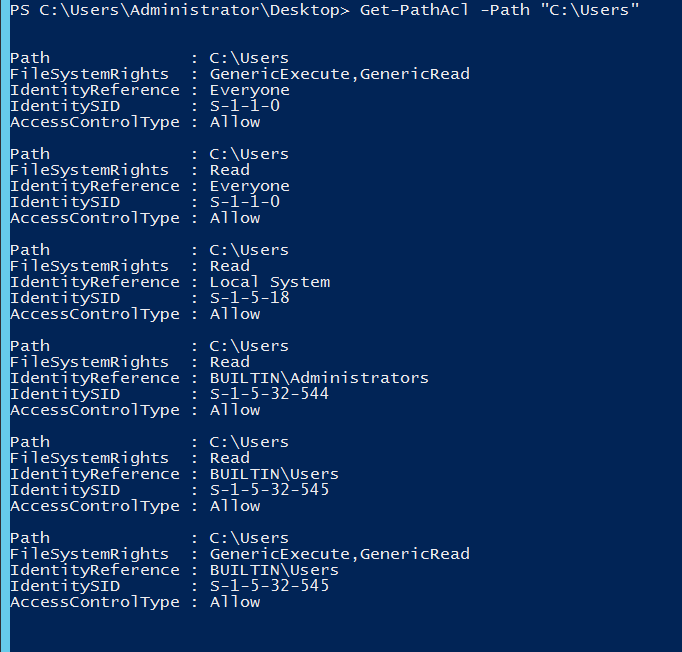 PS C:\Users\Administrator\Desktop> Get-PathAcl -Path "C:\Users"
Path              : C:\Users
FileSystemRights  : GenericExecute,GenericRead
IdentityReference : Everyone
IdentitySID       : S-1-1-0
AccessControlType : Allow
Path              : C:\Users
FileSystemRights  : Read
IdentityReference : Everyone
IdentitySID       : S-1-1-0
AccessControlType : Allow
Path              : C:\Users
FileSystemRights  : Read
IdentityReference : Local System
IdentitySID       : S-1-5-18
AccessControlType : Allow
Path              : C:\Users
FileSystemRights  : Read
IdentityReference : BUILTIN\Administrators
IdentitySID       : S-1-5-32-544
AccessControlType : Allow
Path              : C:\Users
FileSystemRights  : Read
IdentityReference : BUILTIN\Users
IdentitySID       : S-1-5-32-545
AccessControlType : Allow
Path              : C:\Users
FileSystemRights  : GenericExecute,GenericRead
IdentityReference : BUILTIN\Users
IdentitySID       : S-1-5-32-545
AccessControlType : Allow